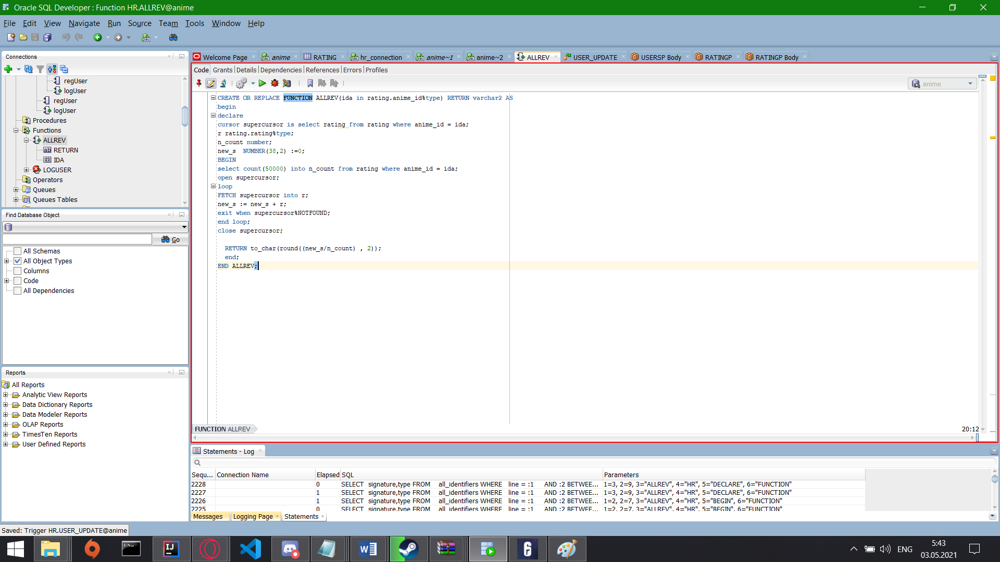 Oracle SQL Developer : Function HR.ALLREV@anime
File Edit View Navigate Run Source Team Tools Window Help
Connections
regUser
logUser
regUser
logUser
Procedures
Functions
ALLREV
RETURN
IDA
LOGUSER
Operators
Queues
Queues Tables
Find Database Object
Go
All Schemas
All Object Types
Columns
Code
All Dependencies
Reports
All Reports
Analytic View Reports
Data Dictionary Reports
Data Modeler Reports
OLAP Reports
TimesTen Reports
User Defined Reports
Welcome Page anime RATING hr_connection anime~1 anime~2 ALLREV USER_UPDATE USERSP Body RATINGP RATINGP Body
Code Grants Details Dependencies References Errors Profiles
anime
CREATE OR REPLACE FUNCTION ALLREV(ida in rating.anime_id%type) RETURN varchar2 AS
begin
declare
cursor supercursor is select rating from rating where anime_id = ida;
r rating.rating%type;
n_count number;
new_s  NUMBER(38,2) :=0;
BEGIN
select count(50000) into n_count from rating where anime_id = ida;
open supercursor;
loop
FETCH supercursor into r;
new_s := new_s + r;
exit when supercursor%NOTFOUND;
end loop;
close supercursor;
RETURN to_char(round((new_s/n_count) , 2));
end;
END ALLREV;
FUNCTION ALLREV
20:12
Statements - Log
Sequ... Connection Name Elapsed SQL Parameters
2228 0 SELECT signature,type FROM all_identifiers WHERE line = :1 AND :2 BETWEE... 1=3, 2=9, 3="ALLREV", 4="HR", 5="DECLARE", 6="FUNCTION"
2227 1 SELECT signature,type FROM all_identifiers WHERE line = :1 AND :2 BETWEE... 1=3, 2=9, 3="ALLREV", 4="HR", 5="DECLARE", 6="FUNCTION"
2226 1 SELECT signature,type FROM all_identifiers WHERE line = :1 AND :2 BETWEE... 1=2, 2=7, 3="ALLREV", 4="HR", 5="BEGIN", 6="FUNCTION"
2225 0 SELECT signature,type FROM all_identifiers WHERE line = :1 AND :2 BETWEE... 1=2, 2=7, 3="ALLREV", 4="HR", 5="BEGIN", 6="FUNCTION"
Messages Logging Page Statements
Saved: Trigger HR.USER_UPDATE@anime
ENG
5:43
03.05.2021